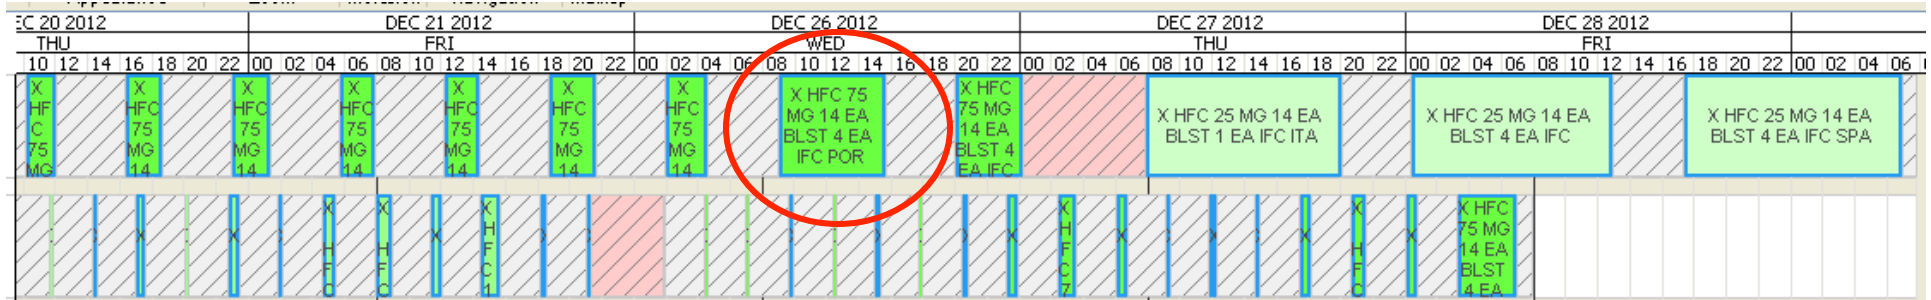 EC 20 2012 DEC 21 2012 DEC 26 2012 DEC 27 2012 DEC 28 2012
THU FRI WED THU FRI
10 12 14 16 18 20 22 00 02 04 06 08 10 12 14 16 18 20 22 00 02 04 06 08 10 12 14 16 18 20 22 00 02 04 06 08 10 12 14 16 18 20 22 00 02 04 06 08 10 12 14 16 18 20 22 00 02 04 06
X
HF
C
75
MG
X
HFC
75
MG
14
X
HFC
75
MG
14
X
HFC
75
MG
14
X
HFC
75
MG
14
X
HFC
75
MG
14
X
HFC
75
MG
14
X HFC 75
MG 14 EA
BLST 4 EA
IFC POR
X HFC
75 MG
14 EA
BLST 4
EA IFC
X HFC 25 MG 14 EA
BLST 1 EA IFC ITA
X HFC 25 MG 14 EA
BLST 4 EA IFC
X HFC 25 MG 14 EA
BLST 4 EA IFC SPA
X
X
X
H
F
C
X
H
F
C
X
X
H
F
C
1
X
X
H
F
C
7
X
X
X
X
H
F
C
X
X HFC
75 MG
14 EA
BLST
4 EA